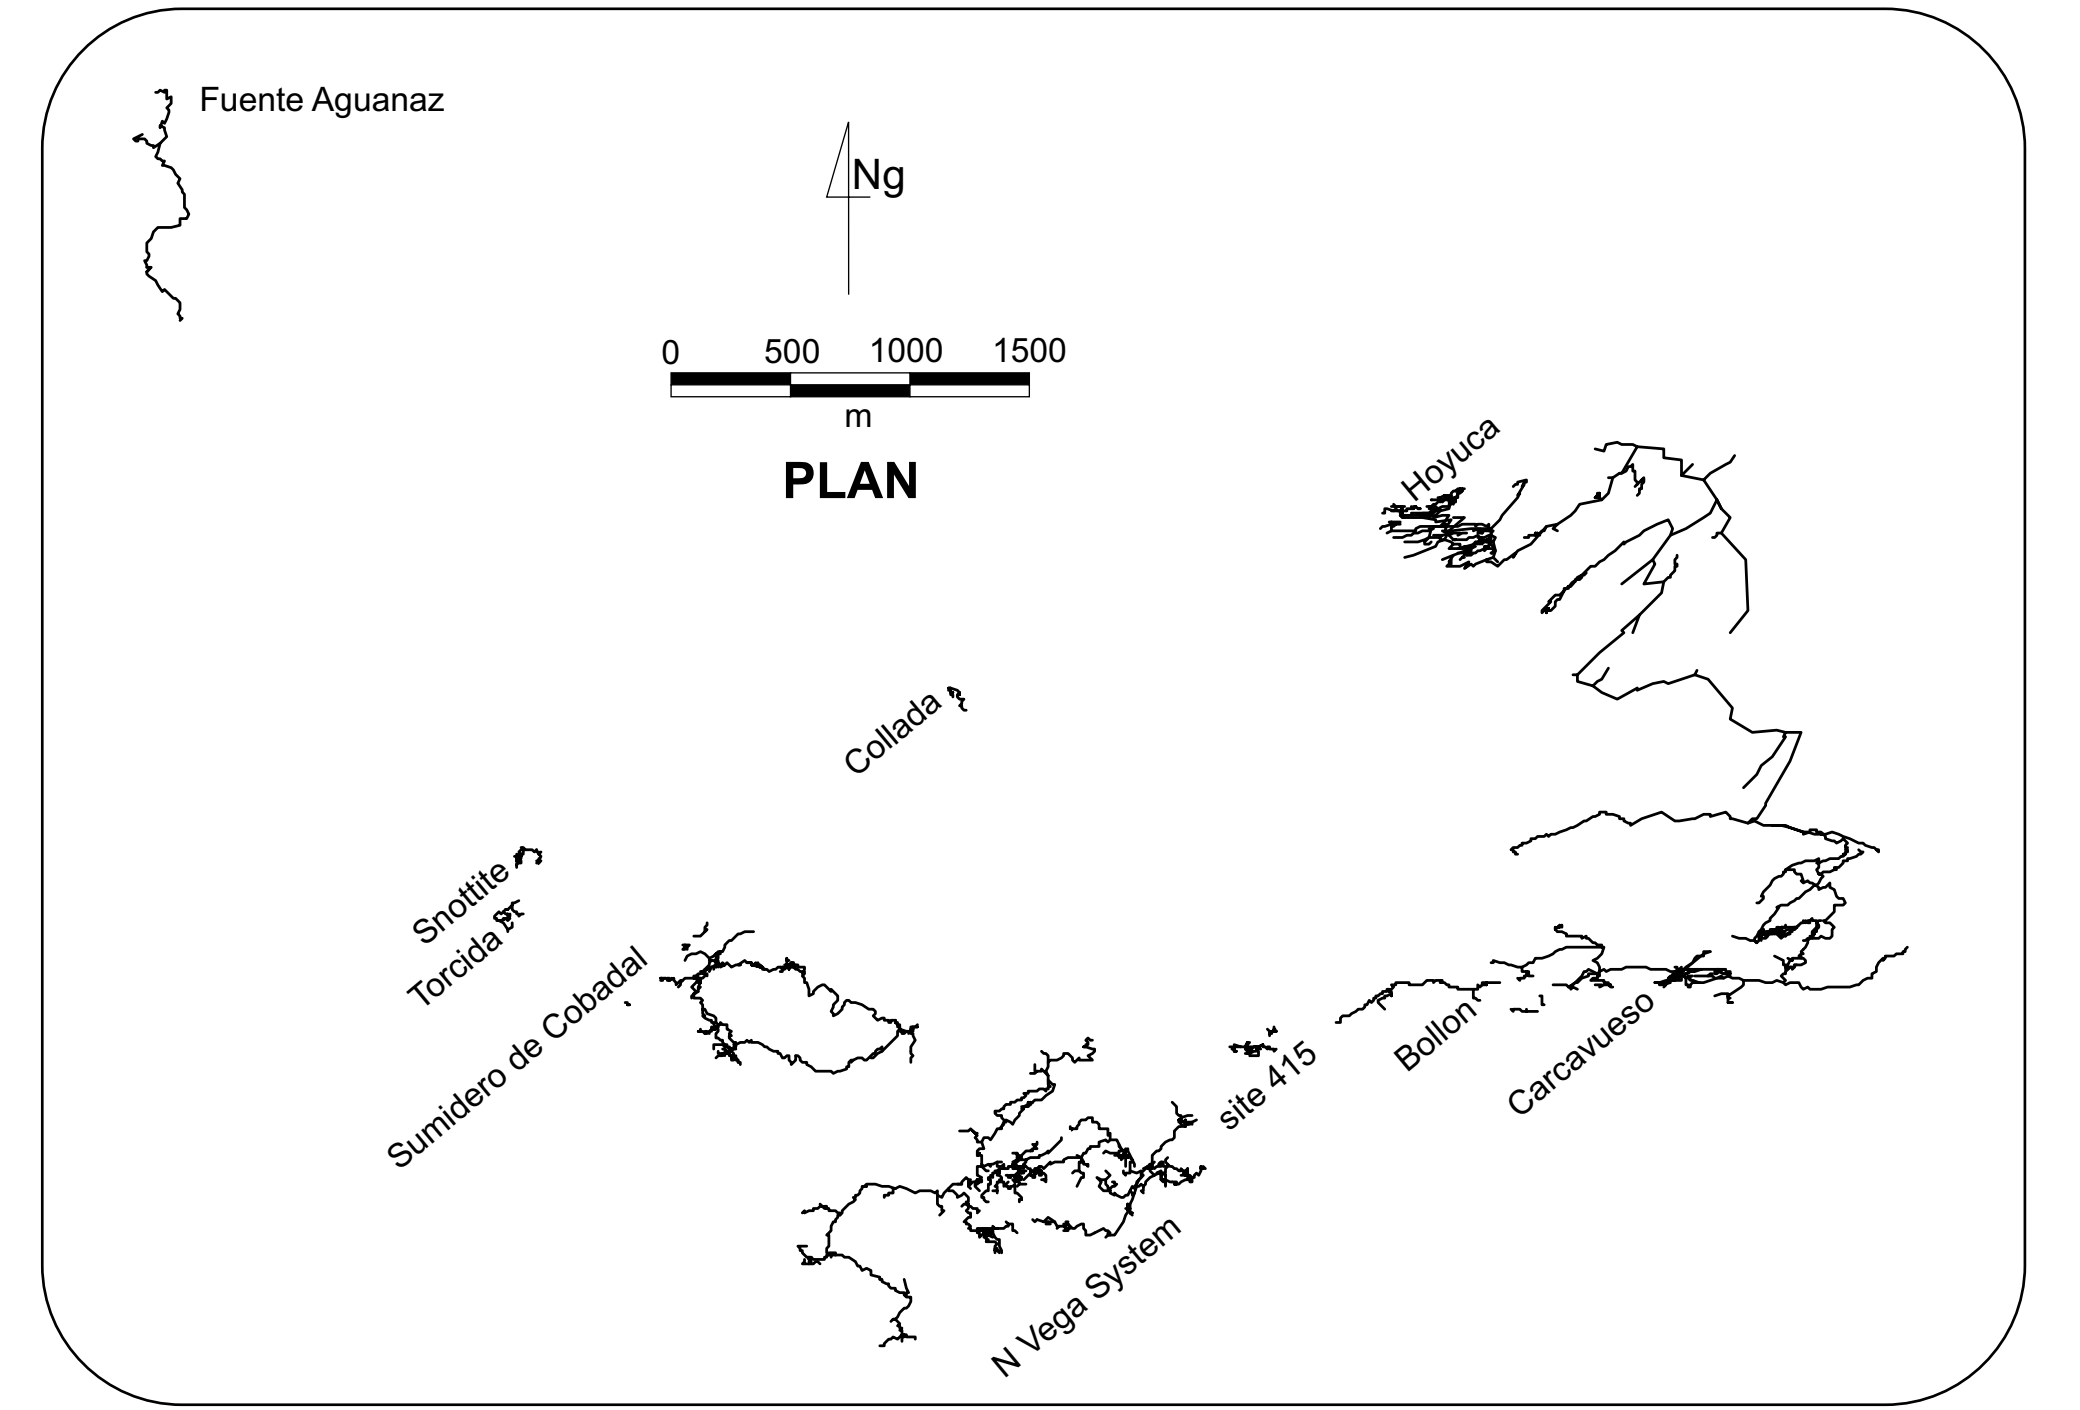 Fuente Aguanaz
Ng
0 500 1000 1500
m
PLAN
Hoyuca
Collada
Snottite
Torcida
Sumidero de Cobadal
site 415
Bollon
Carcavueso
N Vega System